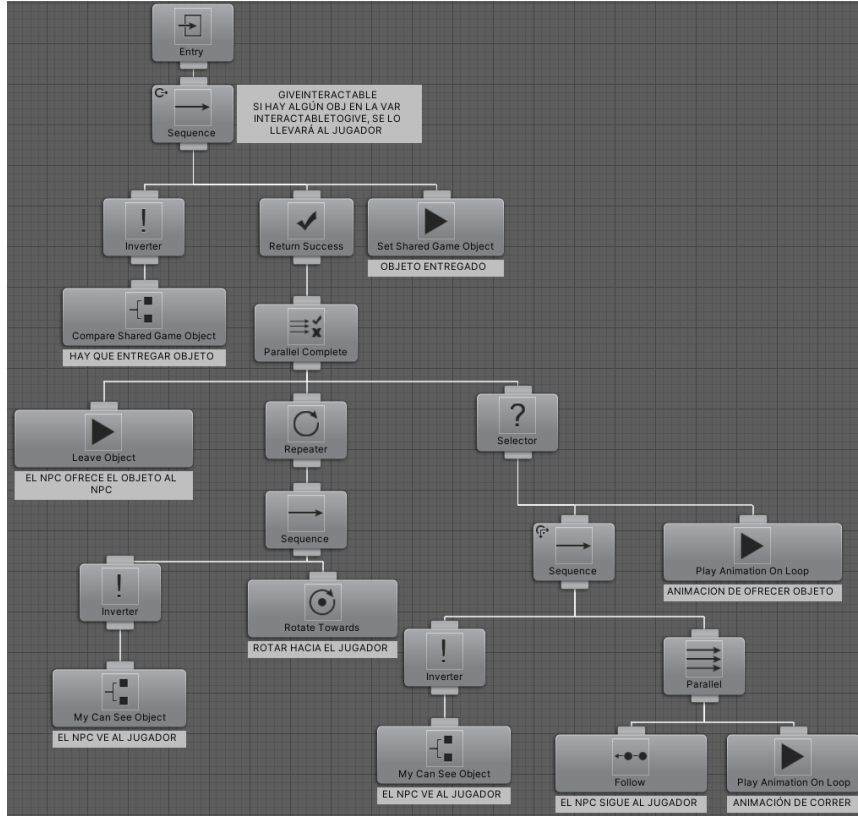 Entry
GIVEINTERACTABLE
SI HAY ALGÚN OBJ EN LA VAR
INTERACTABLETOGIVE, SE LO
LLEVARÁ AL JUGADOR
Sequence
Inverter
Return Success
Set Shared Game Object
OBJETO ENTREGADO
Compare Shared Game Object
HAY QUE ENTREGAR OBJETO
Parallel Complete
Leave Object
EL NPC OFRECE EL OBJETO AL
NPC
Repeater
Selector
Sequence
Sequence
Play Animation On Loop
ANIMACION DE OFRECER OBJETO
Inverter
Rotate Towards
ROTAR HACIA EL JUGADOR
Inverter
Parallel
My Can See Object
EL NPC VE AL JUGADOR
My Can See Object
EL NPC VE AL JUGADOR
Follow
EL NPC SIGUE AL JUGADOR
Play Animation On Loop
ANIMACIÓN DE CORRER